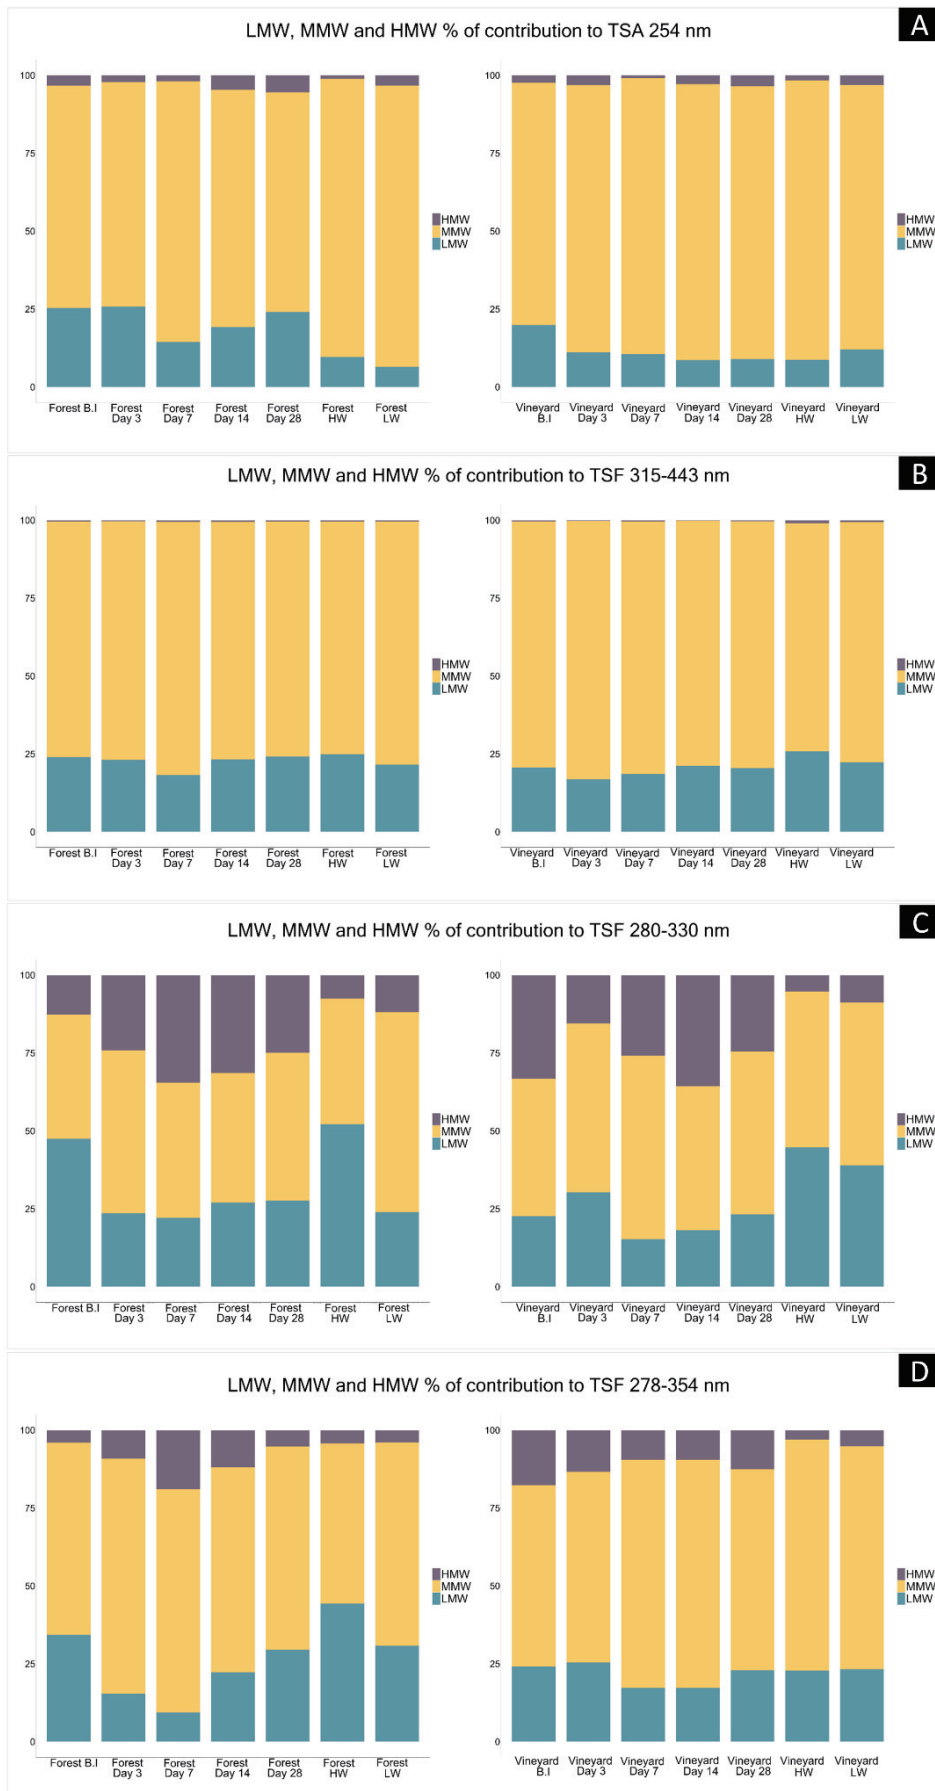 LMW, MMW and HMW % of contribution to TSA 254 nm
A
100
75
50
25
0
Forest B.I
Forest Day 3
Forest Day 7
Forest Day 14
Forest Day 28
Forest HW
Forest LW
HMW
MMW
LMW
100
75
50
25
0
Vineyard B.I
Vineyard Day 3
Vineyard Day 7
Vineyard Day 14
Vineyard Day 28
Vineyard HW
Vineyard LW
HMW
MMW
LMW
LMW, MMW and HMW % of contribution to TSF 315-443 nm
B
100
75
50
25
0
Forest B.I
Forest Day 3
Forest Day 7
Forest Day 14
Forest Day 28
Forest HW
Forest LW
HMW
MMW
LMW
100
75
50
25
0
Vineyard B.I
Vineyard Day 3
Vineyard Day 7
Vineyard Day 14
Vineyard Day 28
Vineyard HW
Vineyard LW
HMW
MMW
LMW
LMW, MMW and HMW % of contribution to TSF 280-330 nm
C
100
75
50
25
0
Forest B.I
Forest Day 3
Forest Day 7
Forest Day 14
Forest Day 28
Forest HW
Forest LW
HMW
MMW
LMW
100
75
50
25
0
Vineyard B.I
Vineyard Day 3
Vineyard Day 7
Vineyard Day 14
Vineyard Day 28
Vineyard HW
Vineyard LW
HMW
MMW
LMW
LMW, MMW and HMW % of contribution to TSF 278-354 nm
D
100
75
50
25
0
Forest B.I
Forest Day 3
Forest Day 7
Forest Day 14
Forest Day 28
Forest HW
Forest LW
HMW
MMW
LMW
100
75
50
25
0
Vineyard B.I
Vineyard Day 3
Vineyard Day 7
Vineyard Day 14
Vineyard Day 28
Vineyard HW
Vineyard LW
HMW
MMW
LMW